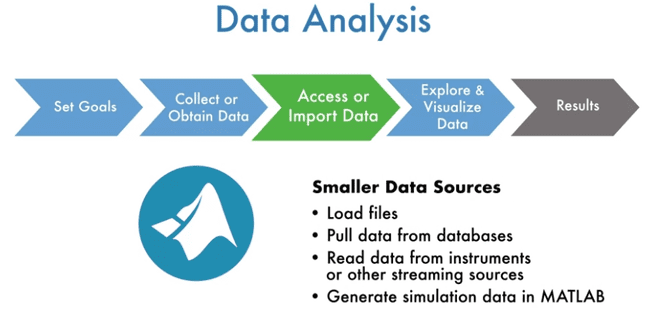 Data Analysis
Set Goals
Collect or
Obtain Data
Access or
Import Data
Explore &
Visualize
Data
Results
Smaller Data Sources
• Load files
• Pull data from databases
• Read data from instruments
or other streaming sources
• Generate simulation data in MATLAB